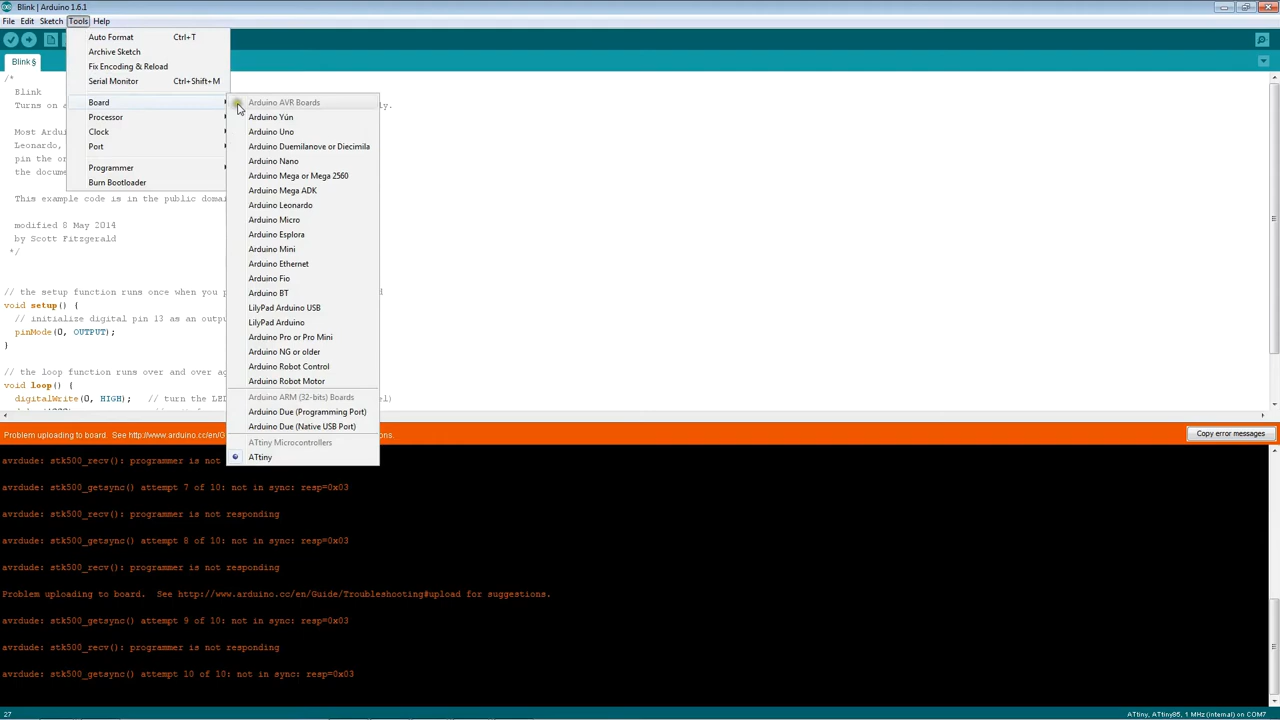 Blink | Arduino 1.6.1
File Edit Sketch Tools Help
Blink §
Auto Format Ctrl+T
Archive Sketch
Fix Encoding & Reload
Serial Monitor Ctrl+Shift+M
Board
Processor
Clock
Port
Programmer
Burn Bootloader
Arduino AVR Boards
Arduino Yún
Arduino Uno
Arduino Duemilanove or Diecimila
Arduino Nano
Arduino Mega or Mega 2560
Arduino Mega ADK
Arduino Leonardo
Arduino Micro
Arduino Esplora
Arduino Mini
Arduino Ethernet
Arduino Fio
Arduino BT
LilyPad Arduino USB
LilyPad Arduino
Arduino Pro or Pro Mini
Arduino NG or older
Arduino Robot Control
Arduino Robot Motor
Arduino ARM (32-bits) Boards
Arduino Due (Programming Port)
Arduino Due (Native USB Port)
ATtiny Microcontrollers
ATtiny
/*
Blink
Turns o
Most Ar
Leonardo,
pin the on
the docume
This example code is in the public doma
modified 8 May 2014
by Scott Fitzgerald
*/
// the setup function runs once when you p
void setup() {
// initialize digital pin 13 as an outpu
pinMode(0, OUTPUT);
}
// the loop function runs over and over ag
void loop() {
digitalWrite(0, HIGH); // turn the LE
Problem uploading to board. See http://www.arduino.cc/en/G
Copy error messages
avrdude: stk500_recv(): programmer is not
avrdude: stk500_getsync() attempt 7 of 10: not in sync: resp=0x03
avrdude: stk500_recv(): programmer is not responding
avrdude: stk500_getsync() attempt 8 of 10: not in sync: resp=0x03
avrdude: stk500_recv(): programmer is not responding
Problem uploading to board. See http://www.arduino.cc/en/Guide/Troubleshooting#upload for suggestions.
avrdude: stk500_getsync() attempt 9 of 10: not in sync: resp=0x03
avrdude: stk500_recv(): programmer is not responding
avrdude: stk500_getsync() attempt 10 of 10: not in sync: resp=0x03
27
ATtiny, ATtiny85, 1 MHz (internal) on COM7